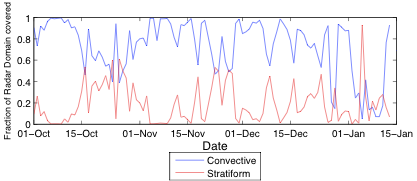 Fraction of Radar Domain covered
1
0.8
0.6
0.4
0.2
0
01−Oct 15−Oct 01−Nov 15−Nov 01−Dec 15−Dec 01−Jan 15−Jan
Date
Convective
Stratiform